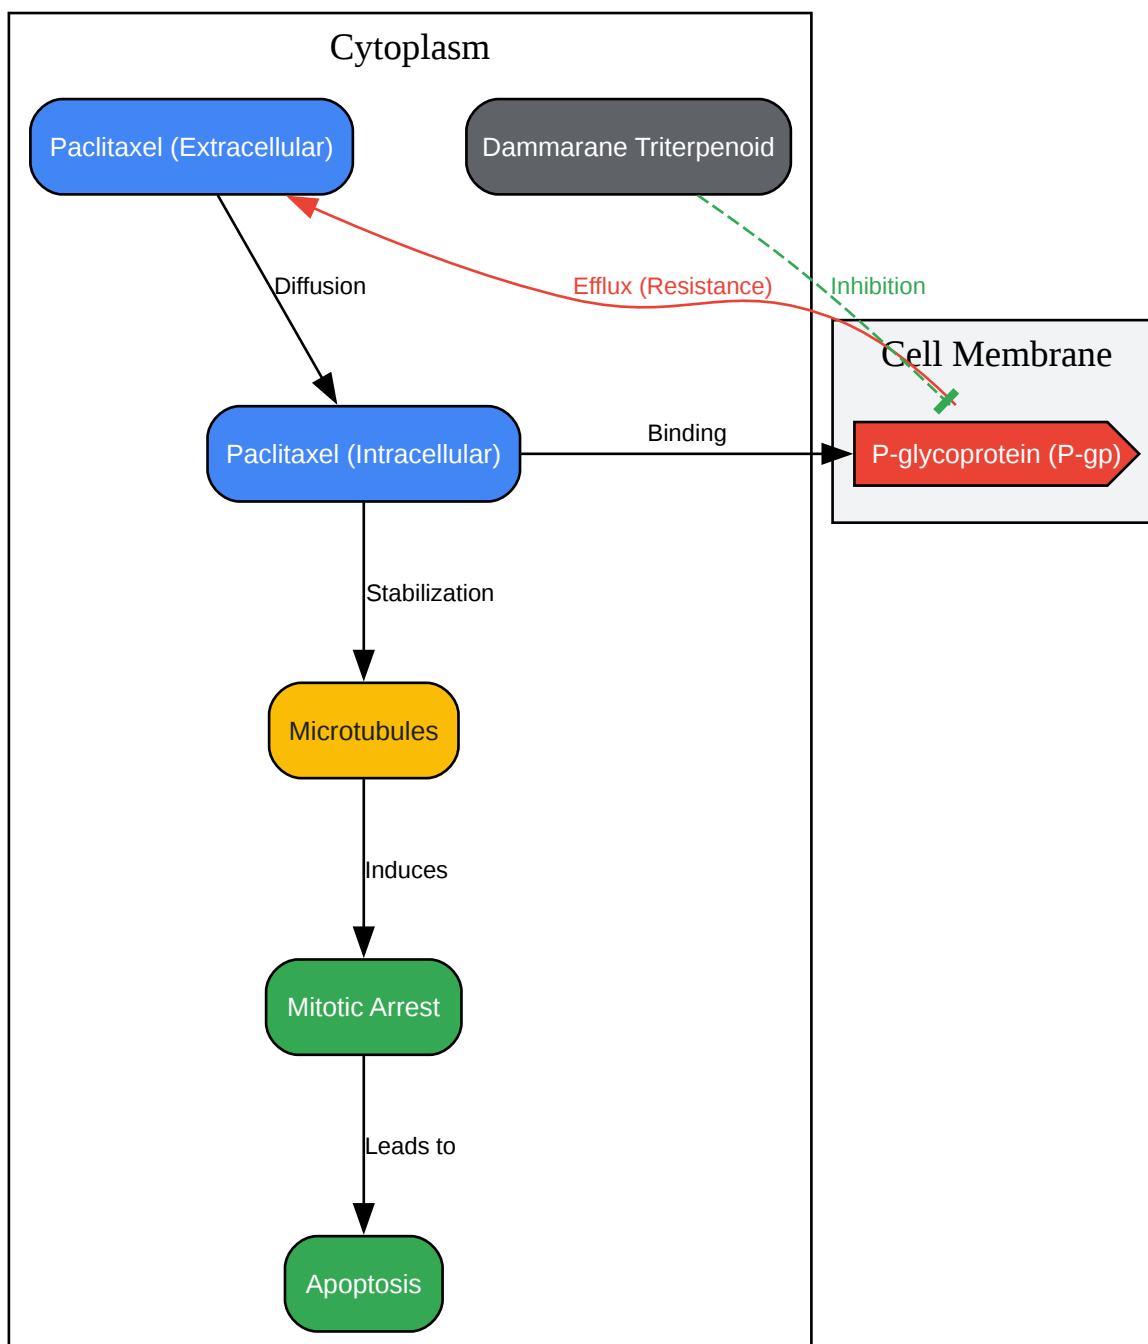 Cytoplasm
Paclitaxel (Extracellular)
Dammarane Triterpenoid
Diffusion
Efflux (Resistance)
Inhibition
Cell Membrane
Paclitaxel (Intracellular)
Binding
P-glycoprotein (P-gp)
Stabilization
Microtubules
Induces
Mitotic Arrest
Leads to
Apoptosis